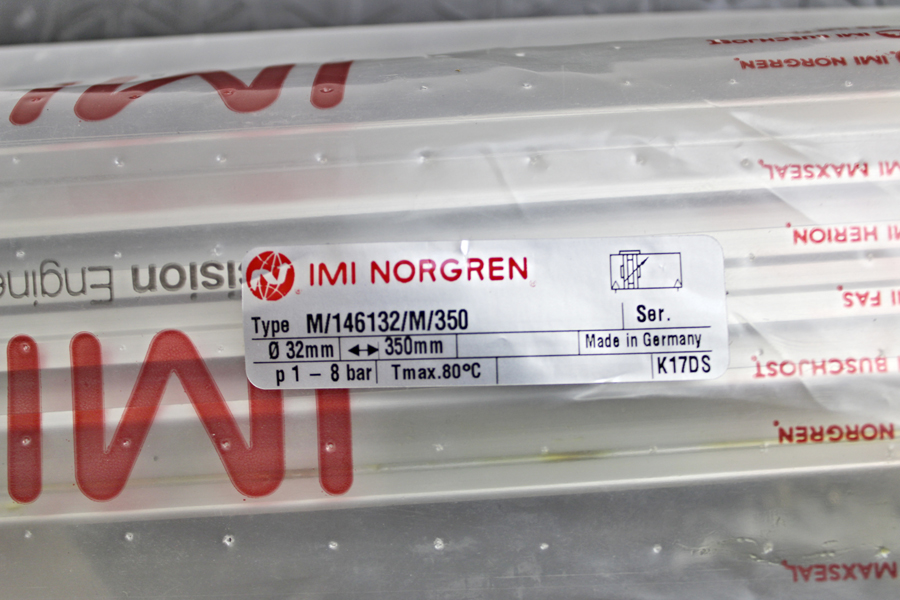 IMI BUSCHJOST
IMI NORGREN
IMI
IMI MAXSEAL
IMI HERION
IMI FAS
ision Engine
IMI NORGREN
Type M/146132/M/350 Ser.
Ø 32mm ◄─► 350mm Made in Germany
p 1 – 8 bar Tmax.80°C K17DS
IMI
BUSCHJOST
NORGREN
MAXSEAL